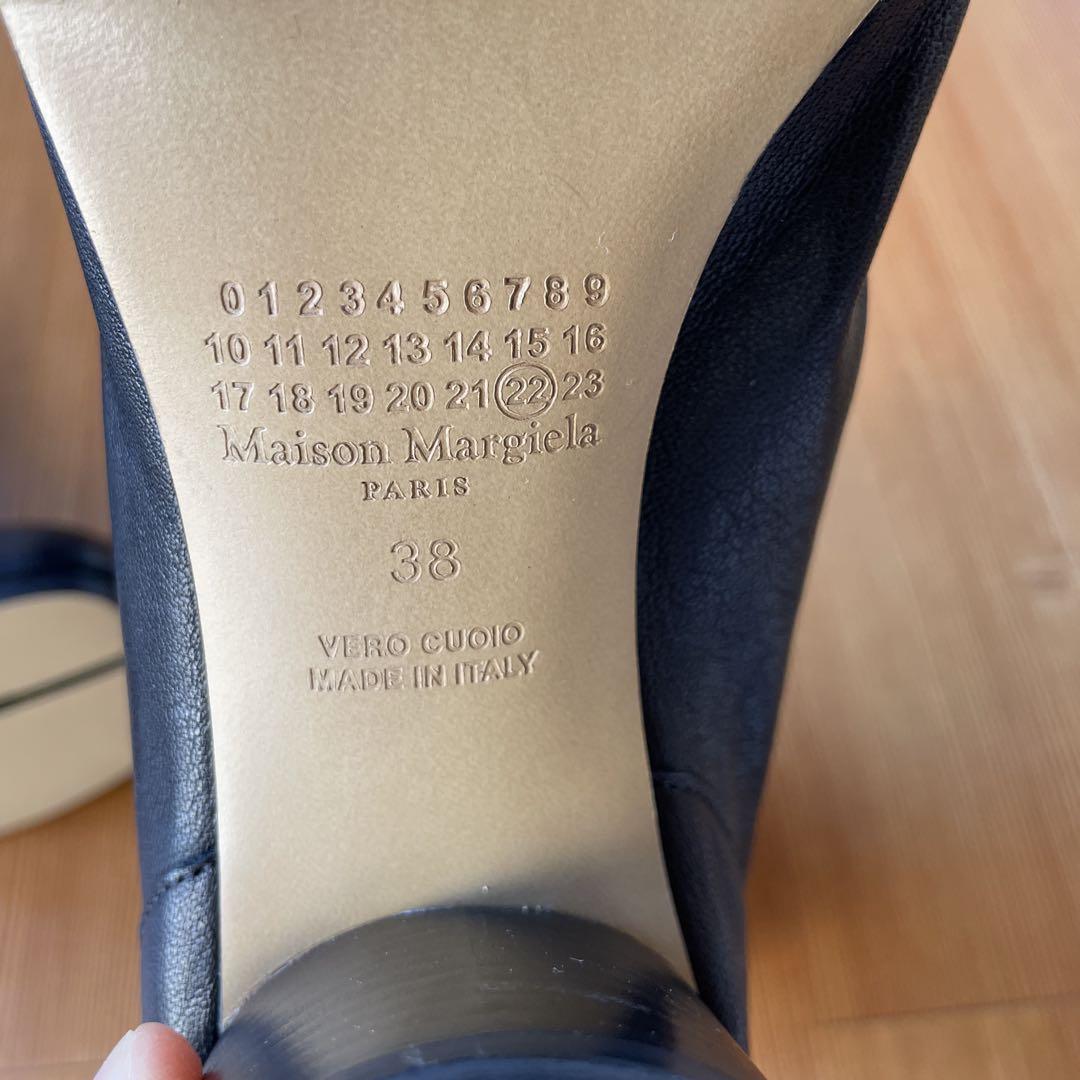 0 1 2 3 4 5 6 7 8 9
10 11 12 13 14 15 16
17 18 19 20 21 22 23
Maison Margiela
PARIS
38
VERO CUOIO
MADE IN ITALY